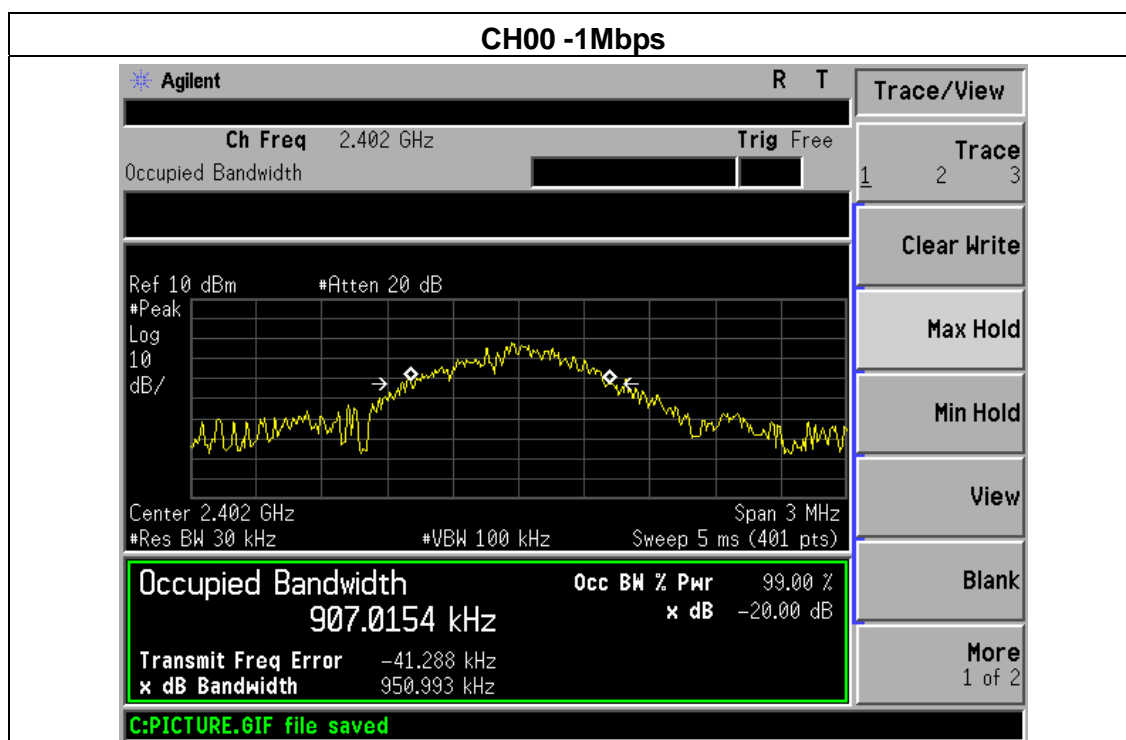 CH00 -1Mbps
Agilent R T
Ch Freq 2.402 GHz Trig Free
Occupied Bandwidth
Ref 10 dBm #Atten 20 dB
#Peak
Log
10
dB/
Center 2.402 GHz Span 3 MHz
#Res BW 30 kHz #VBW 100 kHz Sweep 5 ms (401 pts)
Occupied Bandwidth Occ BW % Pwr 99.00 %
907.0154 kHz x dB -20.00 dB
Transmit Freq Error -41.288 kHz
x dB Bandwidth 950.993 kHz
C:PICTURE.GIF file saved
Trace/View
Trace
1 2 3
Clear Write
Max Hold
Min Hold
View
Blank
More
1 of 2